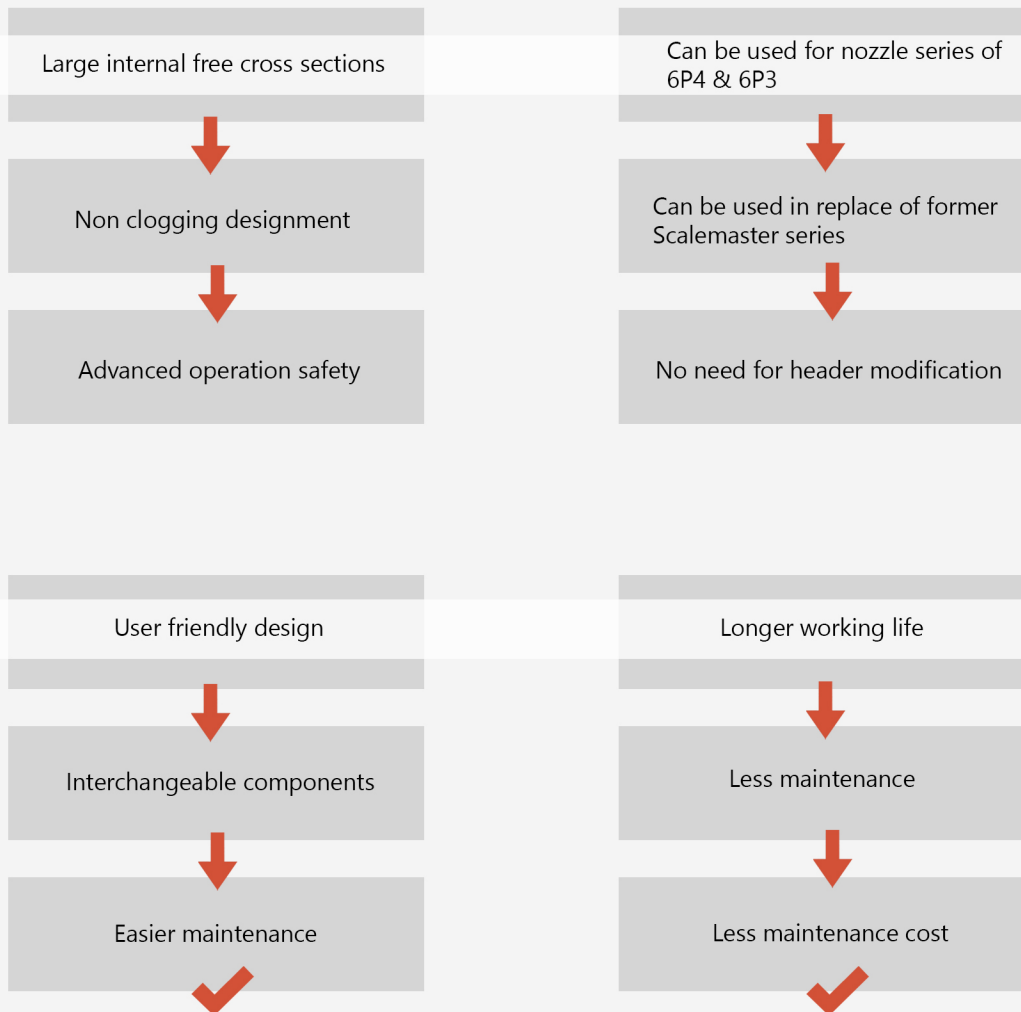 Large internal free cross sections
Non clogging designment
Advanced operation safety
Can be used for nozzle series of
6P4 & 6P3
Can be used in replace of former
Scalemaster series
No need for header modification
User friendly design
Interchangeable components
Easier maintenance
Longer working life
Less maintenance
Less maintenance cost